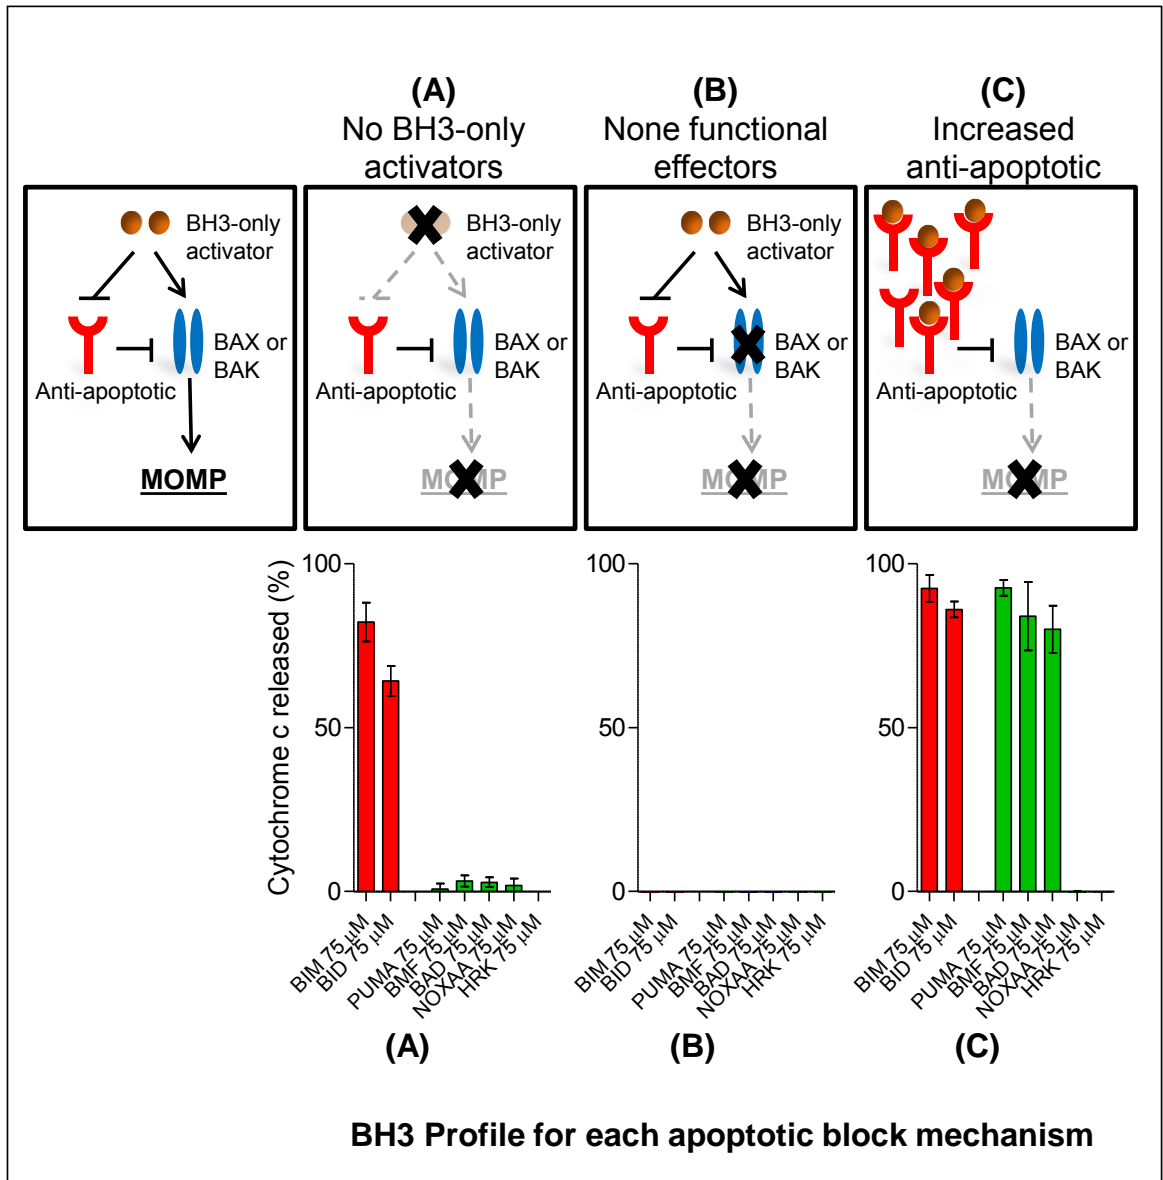 (A)
No BH3-only
activators
(B)
None functional
effectors
(C)
Increased
anti-apoptotic
BH3-only
activator
BAX or
BAK
Anti-apoptotic
MOMP
BH3-only
activator
BAX or
BAK
Anti-apoptotic
MOMP
BH3-only
activator
BAX or
BAK
Anti-apoptotic
MOMP
BAX or
BAK
Anti-apoptotic
MOMP
Cytochrome c released (%)
100
50
0
BIM 75 µM
BID 75 µM
PUMA 75 µM
BMF 75 µM
BAD 75 µM
NOXAA 75 µM
HRK 75 µM
(A)
100
50
0
BIM 75 µM
BID 75 µM
PUMA 75 µM
BMF 75 µM
BAD 75 µM
NOXAA 75 µM
HRK 75 µM
(B)
100
50
0
BIM 75 µM
BID 75 µM
PUMA 75 µM
BMF 75 µM
BAD 75 µM
NOXAA 75 µM
HRK 75 µM
(C)
BH3 Profile for each apoptotic block mechanism